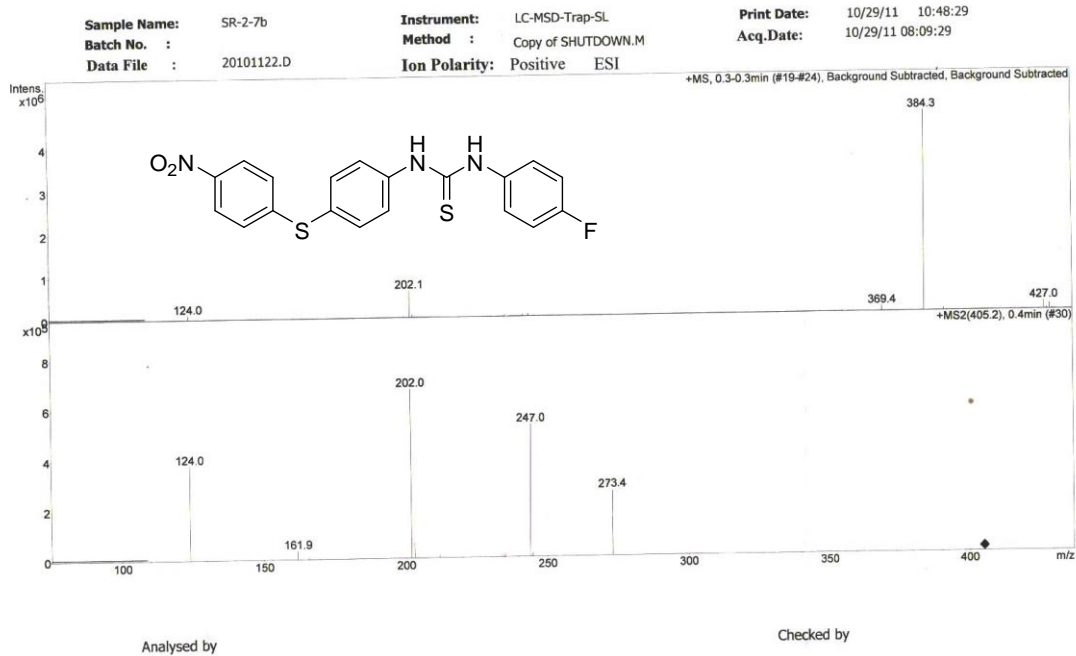 Sample Name: SR-2-7b Instrument: LC-MSD-Trap-SL Print Date: 10/29/11 10:48:29
Batch No. : Method : Copy of SHUTDOWN.M Acq.Date: 10/29/11 08:09:29
Data File : 20101122.D Ion Polarity: Positive ESI
+MS, 0.3-0.3min (#19-#24), Background Subtracted, Background Subtracted
Intens.
x106
384.3
4
3
2
1
0
O2N
S
H
N
S
H
N
F
124.0
202.1
369.4
427.0
+MS2(405.2), 0.4min (#30)
x105
8
6
4
2
0
124.0
161.9
202.0
247.0
273.4
100 150 200 250 300 350 400 m/z
Analysed by Checked by